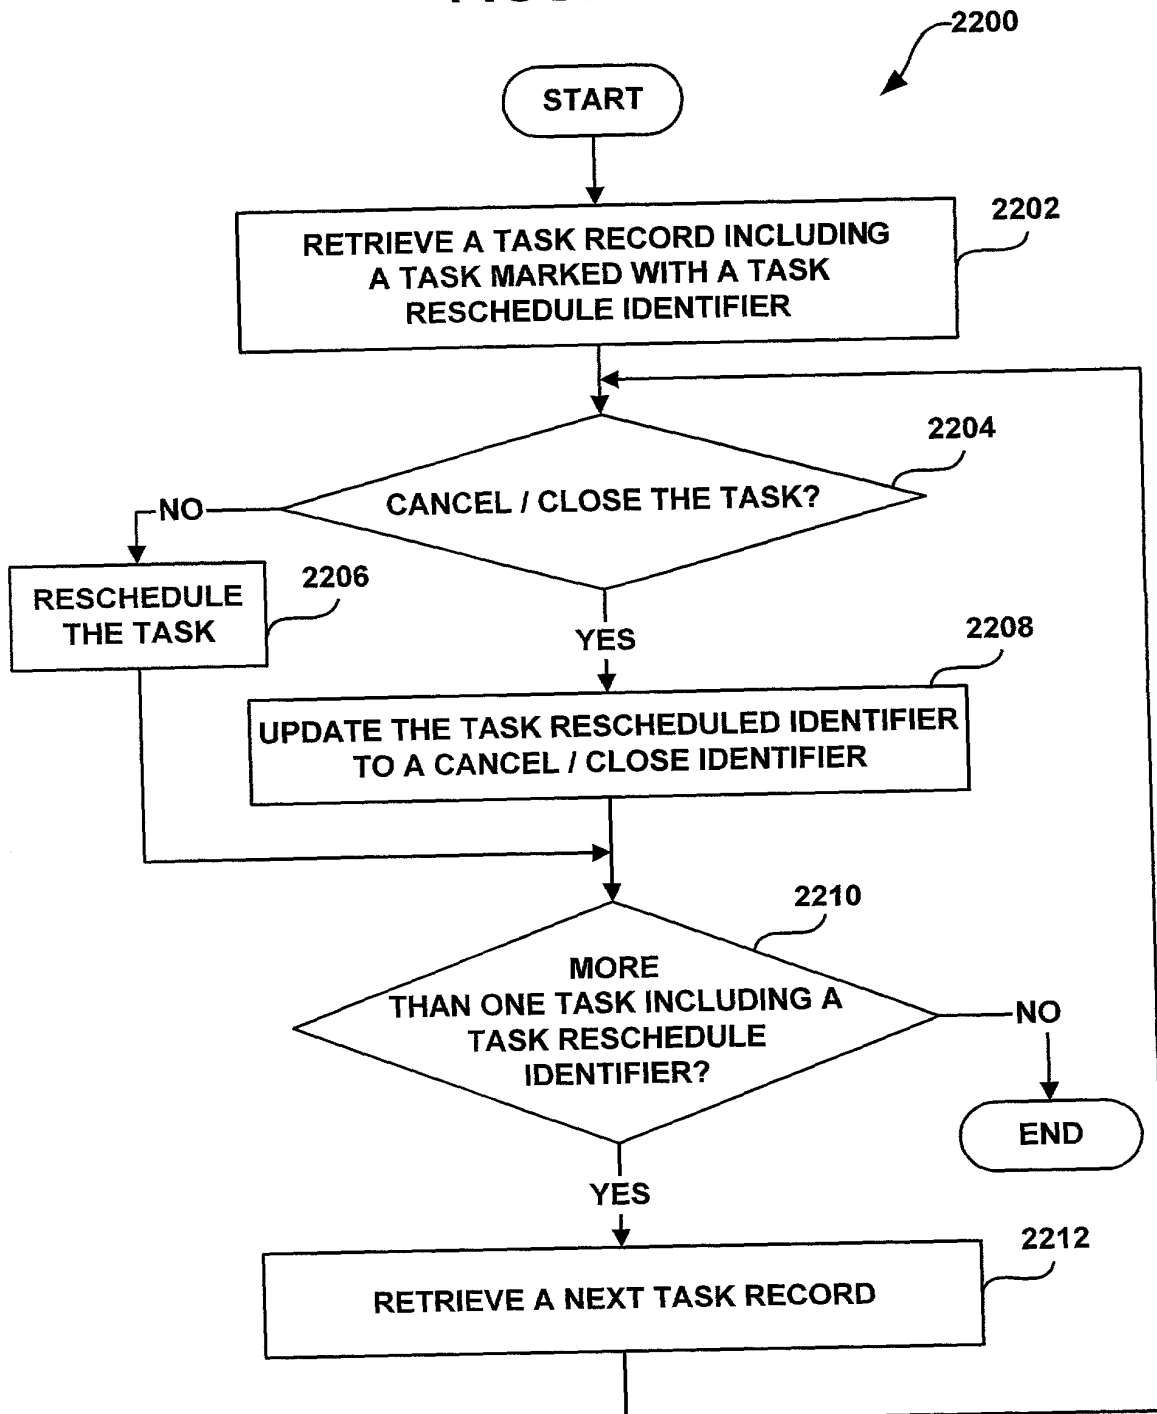 2200
START
2202
RETRIEVE A TASK RECORD INCLUDING
A TASK MARKED WITH A TASK
RESCHEDULE IDENTIFIER
2204
CANCEL / CLOSE THE TASK?
NO
2206
RESCHEDULE
THE TASK
YES
2208
UPDATE THE TASK RESCHEDULED IDENTIFIER
TO A CANCEL / CLOSE IDENTIFIER
2210
MORE
THAN ONE TASK INCLUDING A
TASK RESCHEDULE
IDENTIFIER?
NO
END
YES
2212
RETRIEVE A NEXT TASK RECORD